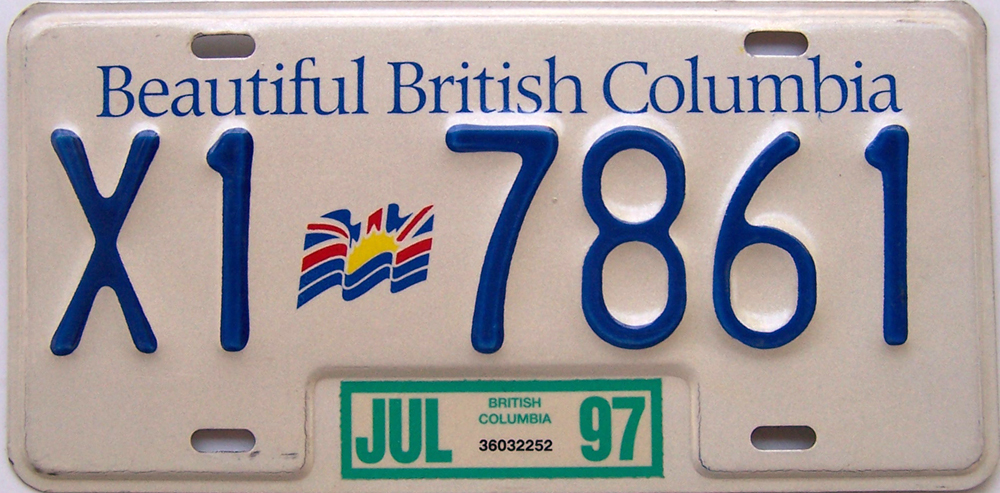 Beautiful British Columbia
X1 7861
JUL BRITISH COLUMBIA 97
36032252